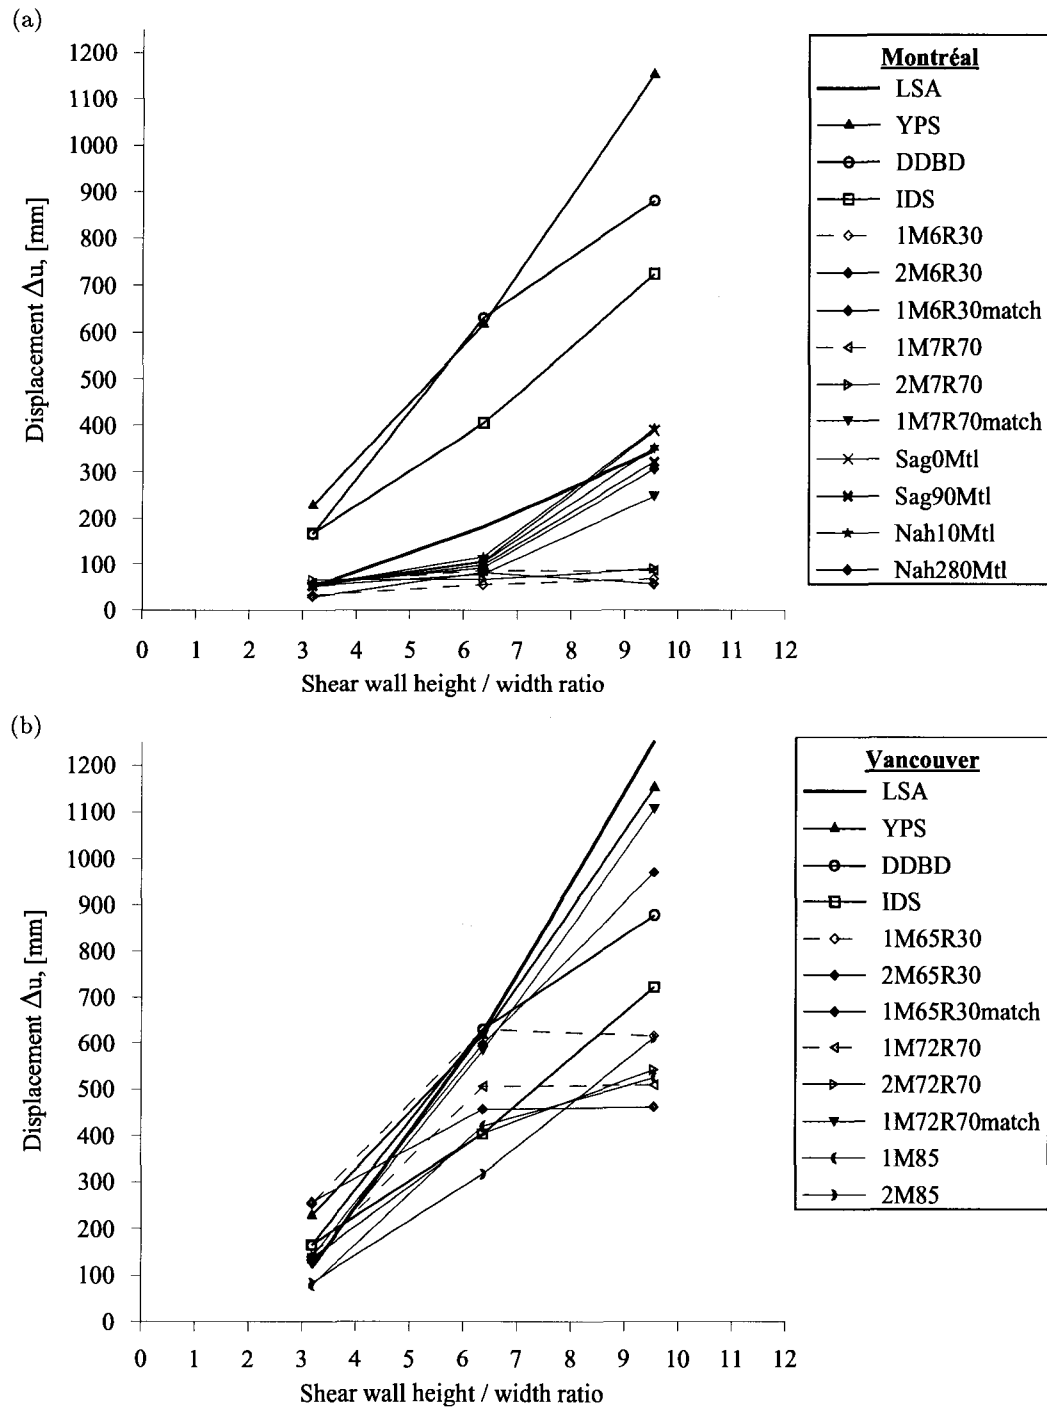 (a)
1200
1100
1000
900
800
700
600
500
400
300
200
100
0
Displacement Δu, [mm]
0 1 2 3 4 5 6 7 8 9 10 11 12
Shear wall height / width ratio
Montréal
LSA
YPS
DDBD
IDS
1M6R30
2M6R30
1M6R30match
1M7R70
2M7R70
1M7R70match
Sag0Mtl
Sag90Mtl
Nah10Mtl
Nah280Mtl
(b)
1200
1100
1000
900
800
700
600
500
400
300
200
100
0
Displacement Δu, [mm]
0 1 2 3 4 5 6 7 8 9 10 11 12
Shear wall height / width ratio
Vancouver
LSA
YPS
DDBD
IDS
1M65R30
2M65R30
1M65R30match
1M72R70
2M72R70
1M72R70match
1M85
2M85